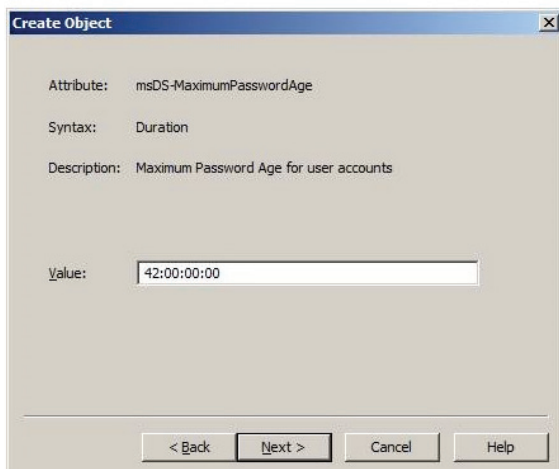 Create Object
Attribute: msDS-MaximumPasswordAge
Syntax: Duration
Description: Maximum Password Age for user accounts
Value: 42:00:00:00
< Back Next > Cancel Help